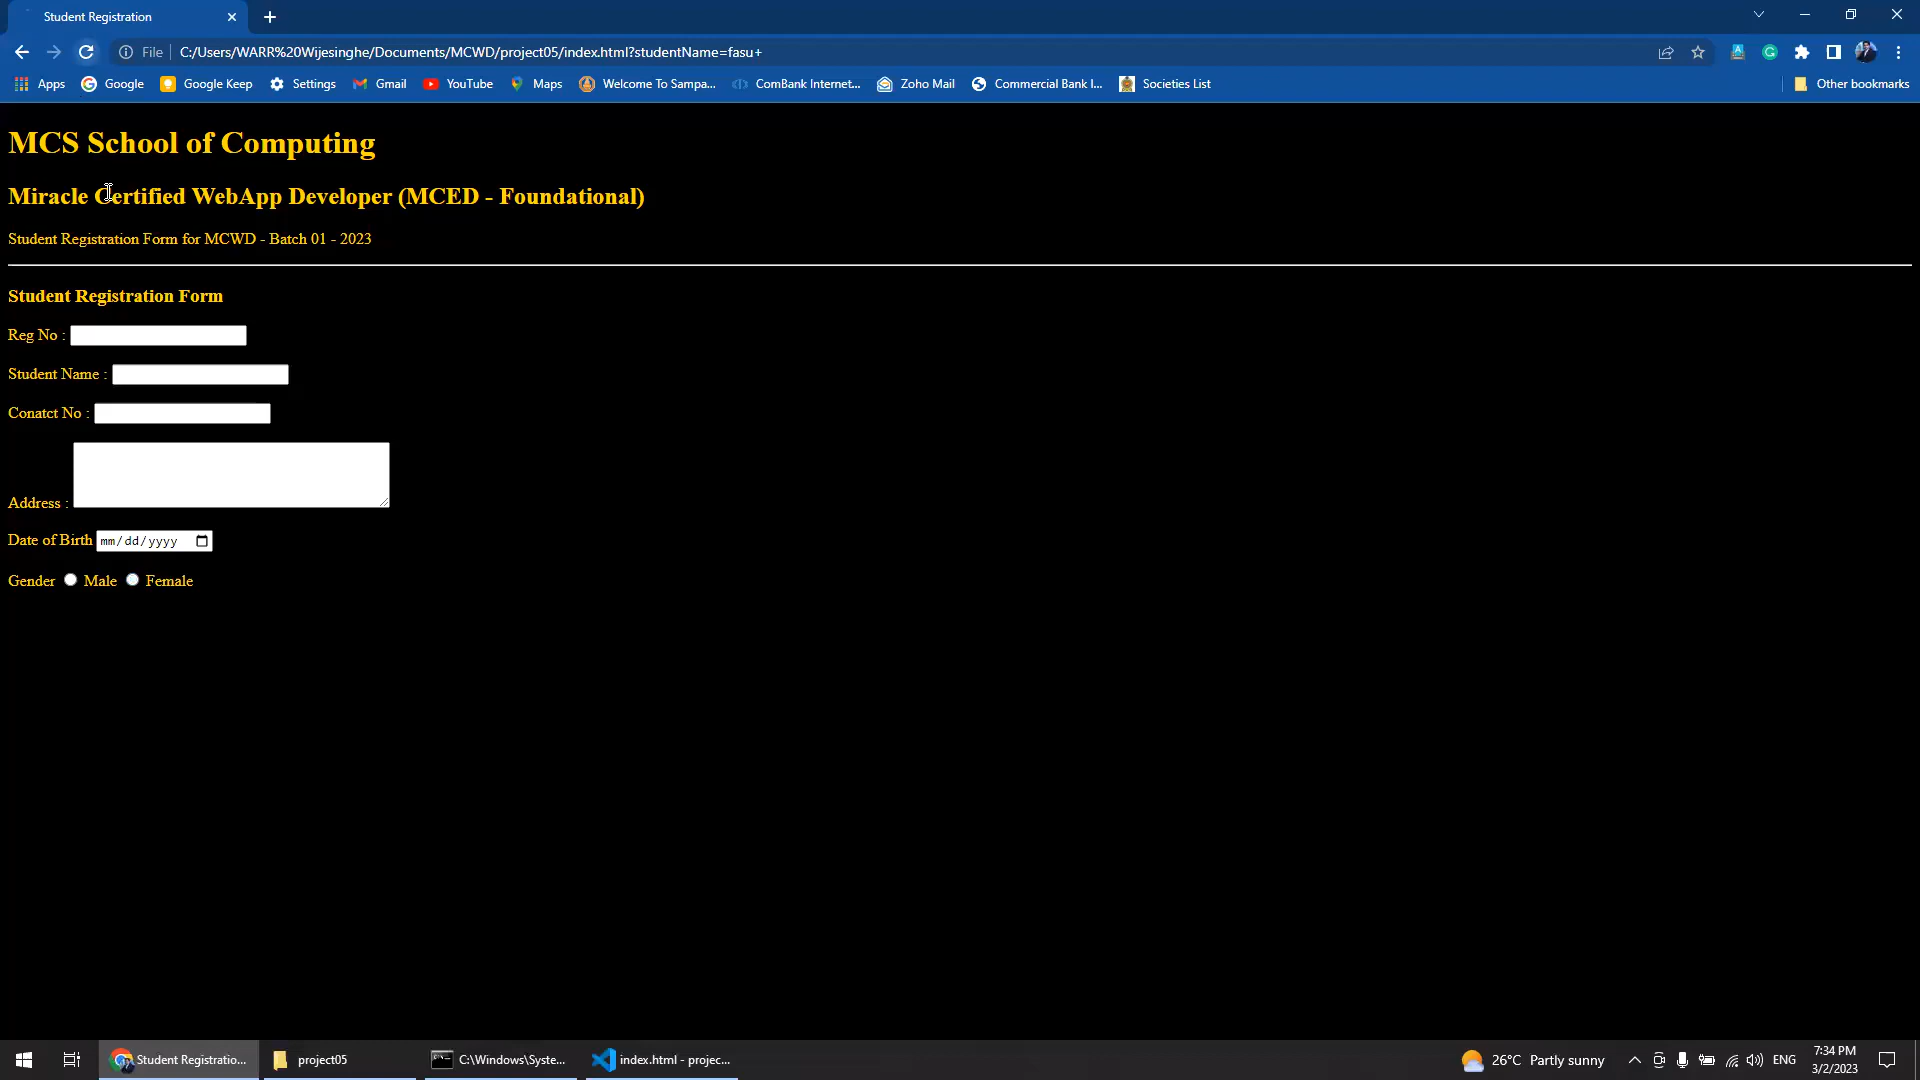 Student Registration
File C:/Users/WARR%20Wijesinghe/Documents/MCWD/project05/index.html?studentName=fasu+
Apps Google Google Keep Settings Gmail YouTube Maps Welcome To Sampa... ComBank Internet... Zoho Mail Commercial Bank I... Societies List Other bookmarks
MCS School of Computing
Miracle Certified WebApp Developer (MCED - Foundational)
Student Registration Form for MCWD - Batch 01 - 2023
Student Registration Form
Reg No :
Student Name :
Conatct No :
Address :
Date of Birth mm/dd/yyyy
Gender Male Female
Student Registratio... project05 C:\Windows\Syste... index.html - projec... 26°C Partly sunny ENG 7:34 PM
3/2/2023